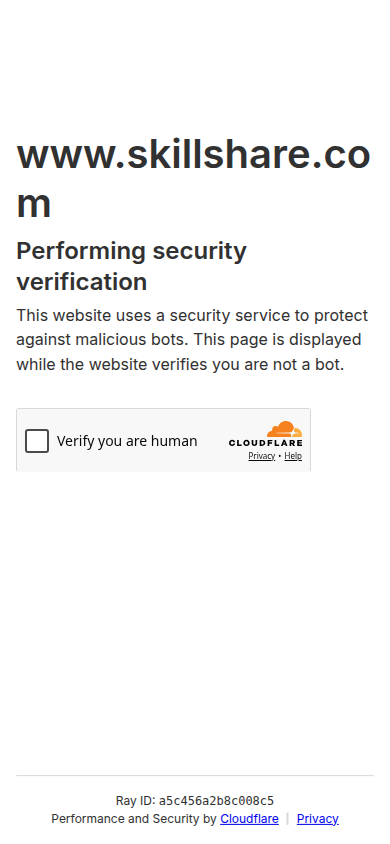 www.skillshare.co
m
Performing security
verification
This website uses a security service to protect
against malicious bots. This page is displayed
while the website verifies you are not a bot.
Verify you are human
CLOUDFLARE
Privacy • Help
Ray ID: a5c456a2b8c008c5
Performance and Security by Cloudflare | Privacy